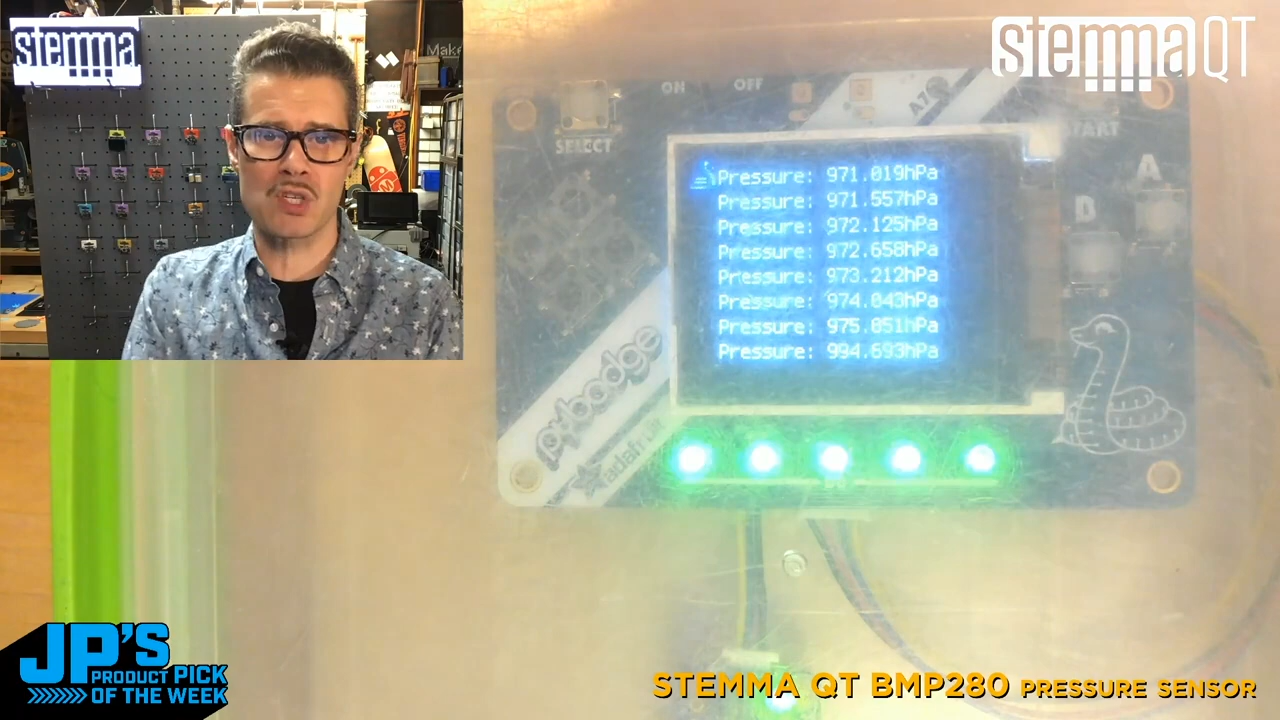 stemma
Make
stemma QT
ON
OFF
SELECT
START
A
B
Pressure: 971.019hPa
Pressure: 971.557hPa
Pressure: 972.125hPa
Pressure: 972.658hPa
Pressure: 973.212hPa
Pressure: 974.043hPa
Pressure: 975.051hPa
Pressure: 994.693hPa
pybadge
adafruit
JP'S
PRODUCT PICK
OF THE WEEK
STEMMA QT BMP280 PRESSURE SENSOR